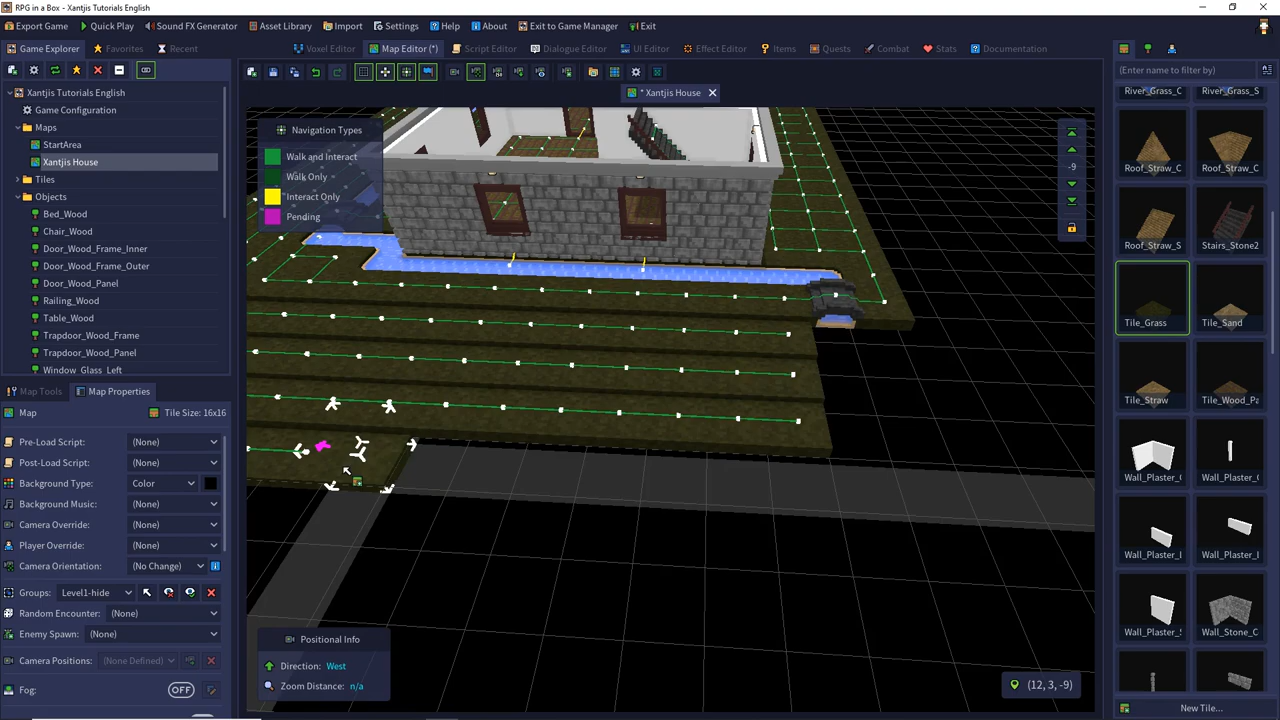 RPG in a Box - Xantjis Tutorials English
Export Game
Quick Play
Sound FX Generator
Asset Library
Import
Settings
Help
About
Exit to Game Manager
Exit
Game Explorer
Favorites
Recent
Voxel Editor
Map Editor (*)
Script Editor
Dialogue Editor
UI Editor
Effect Editor
Items
Quests
Combat
Stats
Documentation
(Enter name to filter by)
* Xantjis House
Xantjis Tutorials English
Game Configuration
Maps
StartArea
Xantjis House
Tiles
Objects
Bed_Wood
Chair_Wood
Door_Wood_Frame_Inner
Door_Wood_Frame_Outer
Door_Wood_Panel
Railing_Wood
Table_Wood
Trapdoor_Wood_Frame
Trapdoor_Wood_Panel
Window_Glass_Left
Map Tools
Map Properties
Map
Tile Size: 16x16
Pre-Load Script:
(None)
Post-Load Script:
(None)
Background Type:
Color
Background Music:
(None)
Camera Override:
(None)
Player Override:
(None)
Camera Orientation:
(No Change)
Groups:
Level1-hide
Random Encounter:
(None)
Enemy Spawn:
(None)
Camera Positions:
(None Defined)
Fog:
OFF
Navigation Types
Walk and Interact
Walk Only
Interact Only
Pending
-9
Positional Info
Direction: West
Zoom Distance: n/a
(12, 3, -9)
River_Grass_C
River_Grass_S
Roof_Straw_C
Roof_Straw_C
Roof_Straw_S
Stairs_Stone2
Tile_Grass
Tile_Sand
Tile_Straw
Tile_Wood_Pa
Wall_Plaster_C
Wall_Plaster_C
Wall_Plaster_I
Wall_Plaster_I
Wall_Plaster_S
Wall_Stone_C
New Tile...